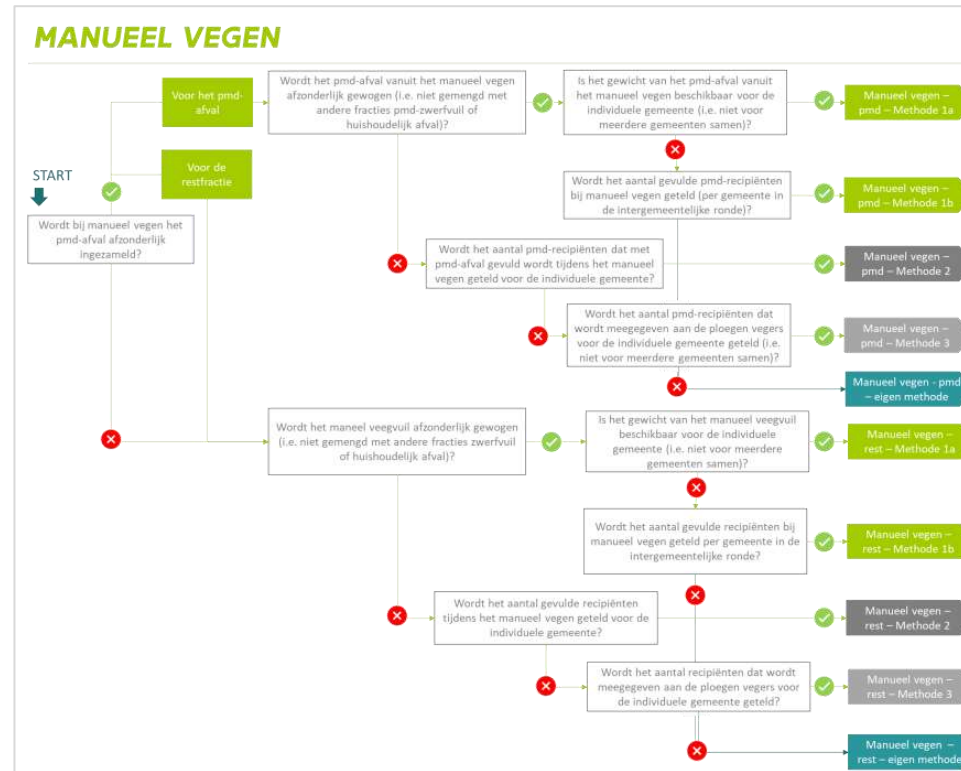 MANUEEL VEGEN
Voor het pmd-
afval
Wordt het pmd-afval vanuit het manueel vegen
afzonderlijk gewogen (i.e. niet gemengd met
andere fracties pmd-zwerfvuil of
huishoudelijk afval)?
Is het gewicht van het pmd-afval vanuit
het manueel vegen beschikbaar voor de
individuele gemeente (i.e. niet voor
meerdere gemeenten samen)?
Manueel vegen –
pmd – Methode 1a
Voor de
restfractie
START
Wordt bij manueel vegen het
pmd-afval afzonderlijk
ingezameld?
Wordt het aantal gevulde pmd-recipiënten
bij manueel vegen geteld (per gemeente in
de intergemeentelijke ronde)?
Manueel vegen –
pmd – Methode 1b
Wordt het aantal pmd-recipiënten dat met
pmd-afval gevuld wordt tijdens het manueel
vegen geteld voor de individuele gemeente?
Manueel vegen –
pmd – Methode 2
Wordt het aantal pmd-recipiënten dat
wordt meegegeven aan de ploegen vegers
voor de individuele gemeente geteld (i.e.
niet voor meerdere gemeenten samen)?
Manueel vegen –
pmd – Methode 3
Manueel vegen - pmd
– eigen methode
Wordt het maneel veegvuil afzonderlijk gewogen
(i.e. niet gemengd met andere fracties zwerfvuil
of huishoudelijk afval)?
Is het gewicht van het manueel veegvuil
beschikbaar voor de individuele
gemeente (i.e. niet voor meerdere
gemeenten samen)?
Manueel vegen –
rest – Methode 1a
Wordt het aantal gevulde recipiënten bij
manueel vegen geteld per gemeente in de
intergemeentelijke ronde?
Manueel vegen –
rest – Methode 1b
Wordt het aantal gevulde recipiënten
tijdens het manueel vegen geteld voor de
individuele gemeente?
Manueel vegen –
rest – Methode 2
Wordt het aantal recipiënten dat wordt
meegegeven aan de ploegen vegers voor
de individuele gemeente geteld?
Manueel vegen –
rest – Methode 3
Manueel vegen –
rest – eigen methode